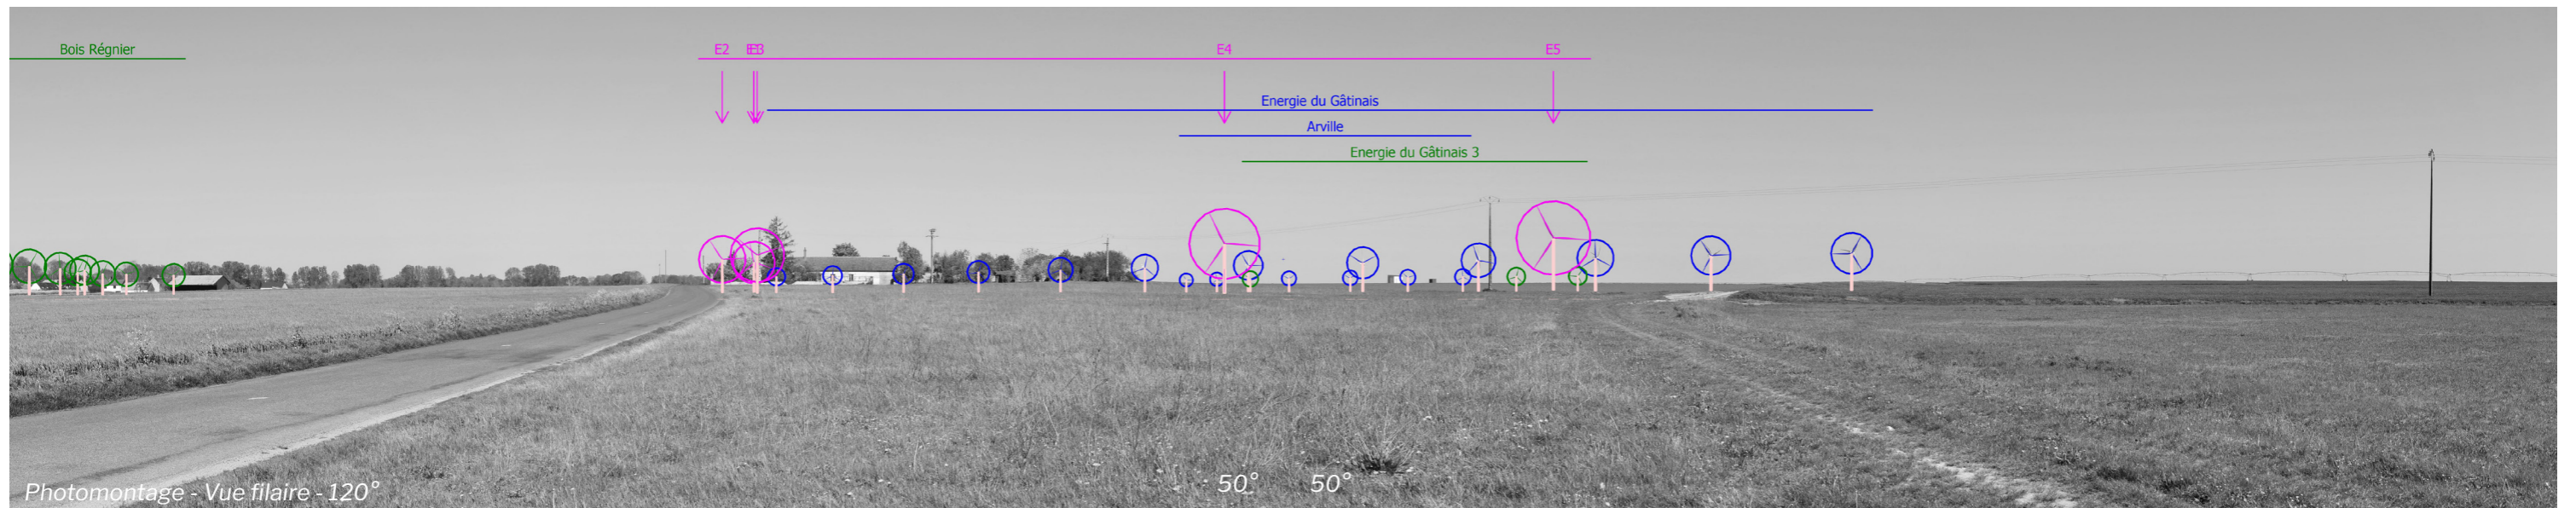 Bois Régnier
E2
E3
E4
E5
Energie du Gâtinais
Arville
Energie du Gâtinais 3
50° 50°
Photomontage - Vue filaire - 120°